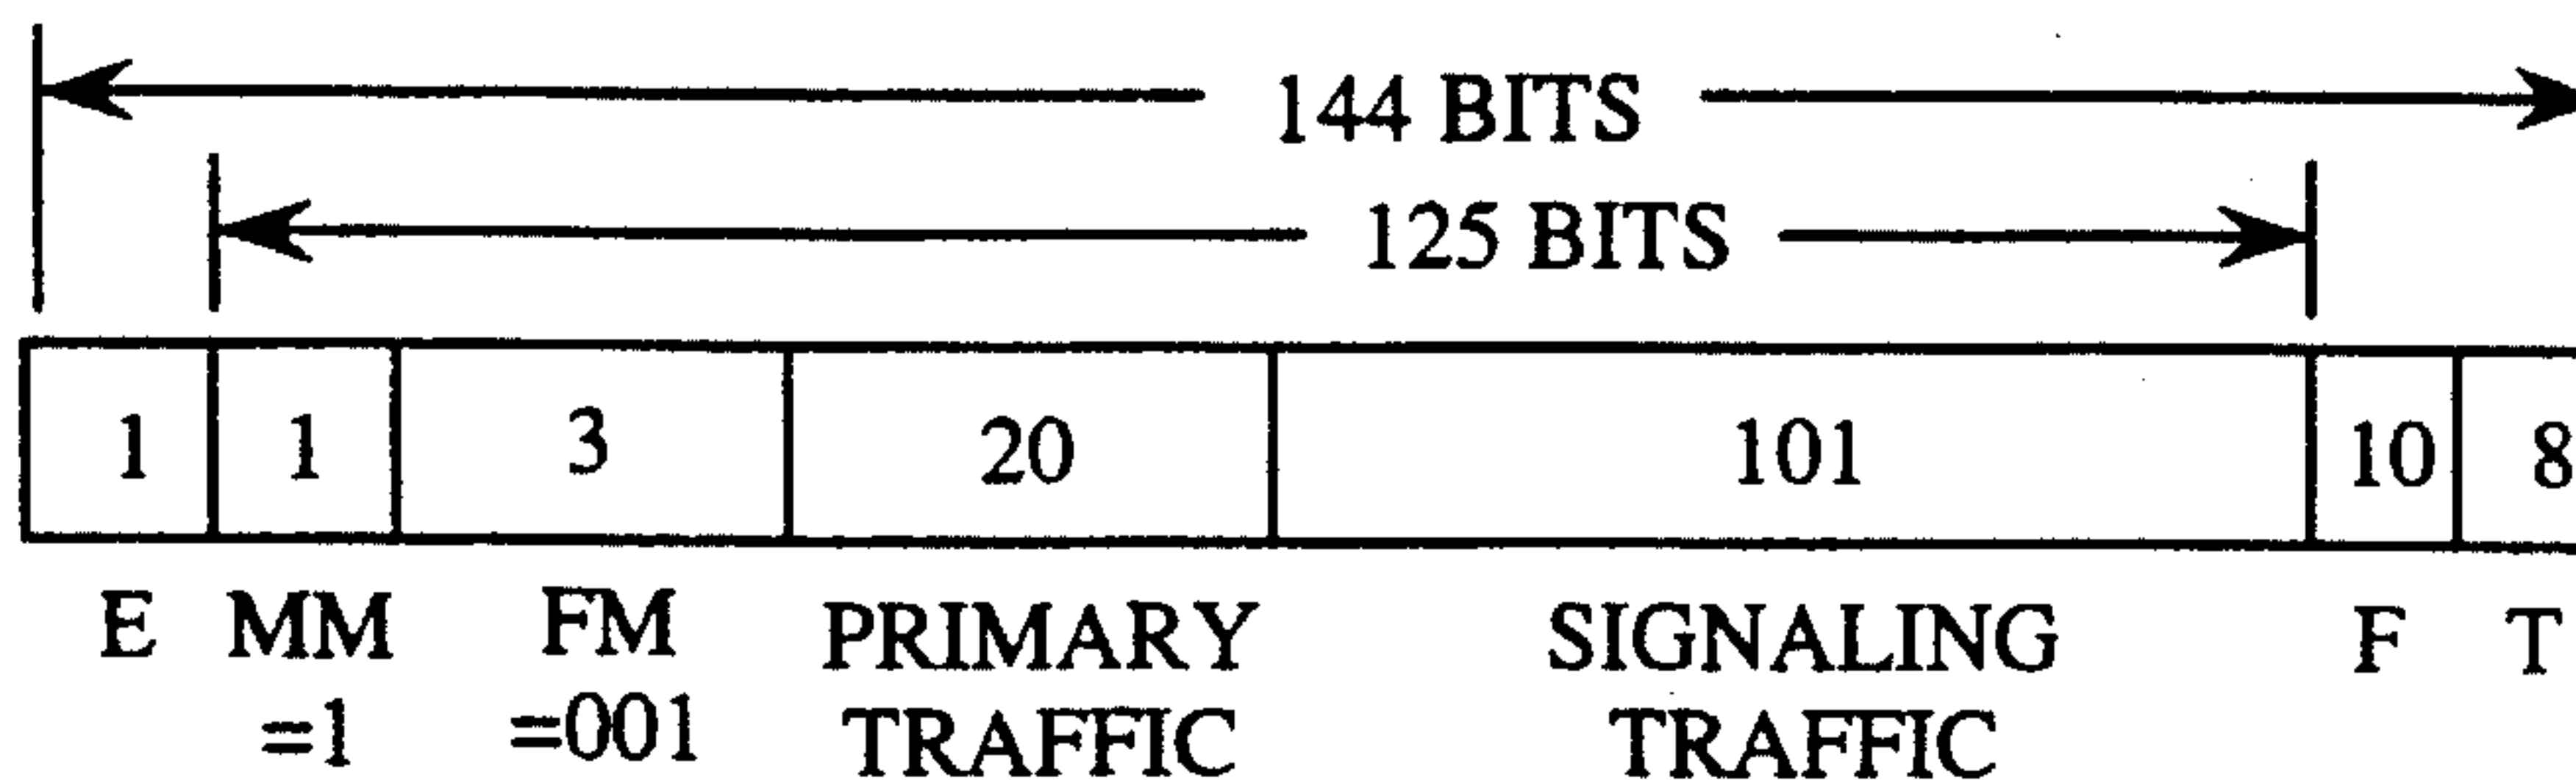 144 BITS
125 BITS
1 1 3 20 101 10 8
E MM FM PRIMARY SIGNALING F T
=1 =001 TRAFFIC TRAFFIC